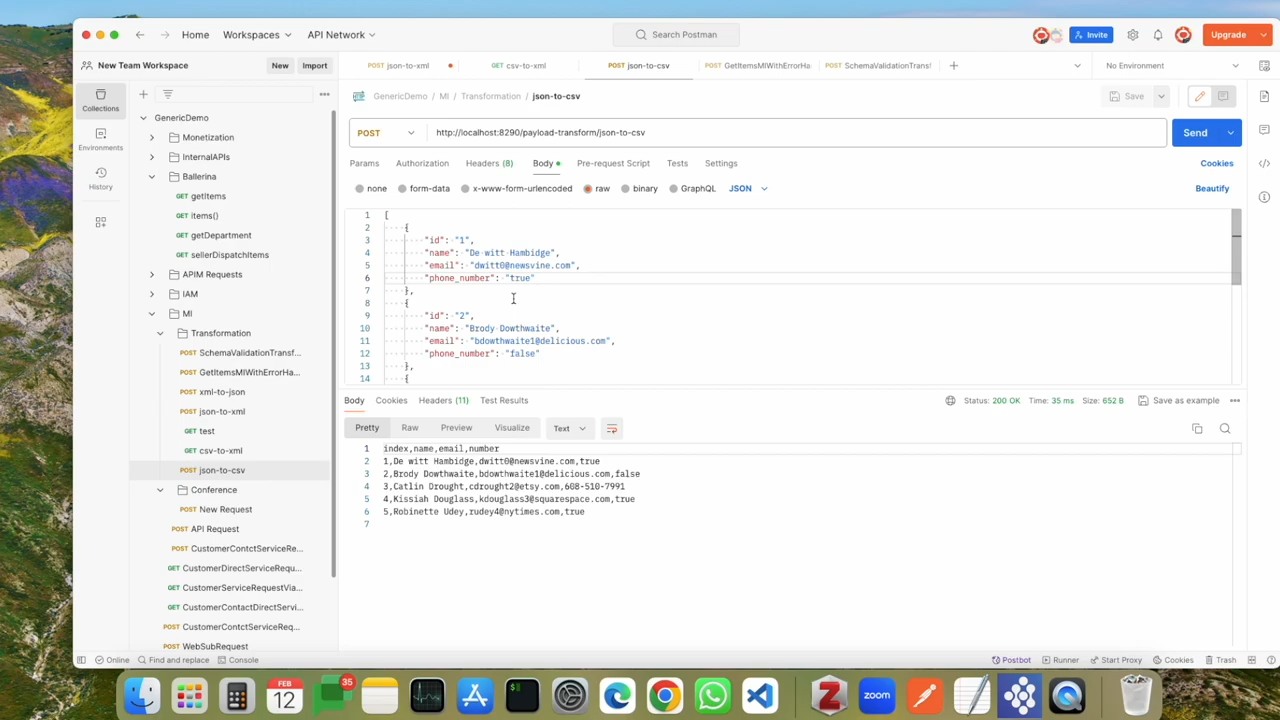 Home
Workspaces
API Network
Search Postman
Invite
Upgrade
New Team Workspace
New
Import
json-to-xml
csv-to-xml
json-to-csv
GetItemsMIWithErrorHa
SchemaValidationTransf
No Environment
Collections
Environments
History
GenericDemo
Monetization
InternalAPIs
Ballerina
GET getItems
GET items()
GET getDepartment
GET sellerDispatchItems
APIM Requests
IAM
MI
Transformation
POST SchemaValidationTransf...
POST GetItemsMIWithErrorHa...
POST xml-to-json
POST json-to-xml
POST test
GET csv-to-xml
POST json-to-csv
Conference
POST New Request
POST API Request
POST CustomerContctServiceRe...
GET CustomerDirectServiceRequ...
GET CustomerServiceRequestVia...
GET CustomerContactDirectServi...
POST CustomerContctServiceReq...
POST WebSubRequest
GenericDemo / MI / Transformation / json-to-csv
Save
POST
http://localhost:8290/payload-transform/json-to-csv
Send
Params
Authorization
Headers (8)
Body
Pre-request Script
Tests
Settings
Cookies
none
form-data
x-www-form-urlencoded
raw
binary
GraphQL
JSON
Beautify
1 [
2 {
3 "id": "1",
4 "name": "De witt Hambidge",
5 "email": "dwitt0@newsvine.com",
6 "phone_number": "true"
7 },
8 {
9 "id": "2",
10 "name": "Brody Dowthwaite",
11 "email": "bdowthwaite1@delicious.com",
12 "phone_number": "false"
13 },
14 {
Body
Cookies
Headers (11)
Test Results
Status: 200 OK
Time: 35 ms
Size: 652 B
Save as example
Pretty
Raw
Preview
Visualize
Text
1 index,name,email,number
2 1,De witt Hambidge,dwitt0@newsvine.com,true
3 2,Brody Dowthwaite,bdowthwaite1@delicious.com,false
4 3,Catlin Drought,cdrought2@etsy.com,608-510-7991
5 4,Kissiah Douglass,kdouglass3@squarespace.com,true
6 5,Robinette Udey,rudey4@nytimes.com,true
7
Online
Find and replace
Console
Postbot
Runner
Start Proxy
Cookies
Trash
FEB
12
35
zoom